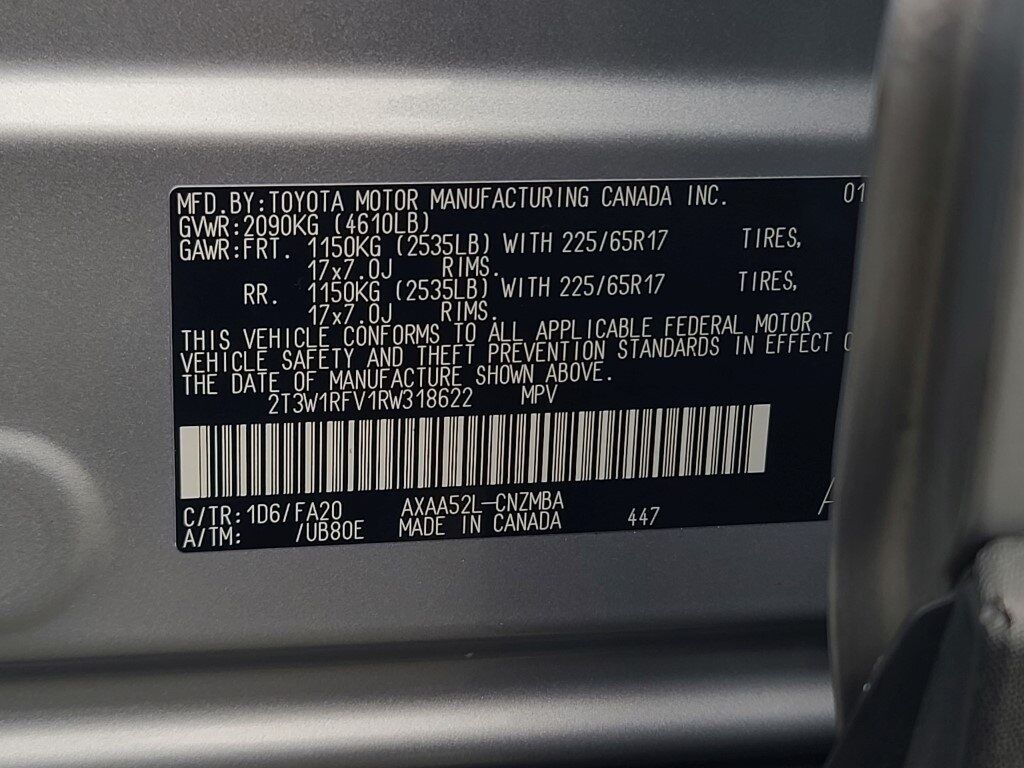 MFD.BY:TOYOTA MOTOR MANUFACTURING CANADA INC. 01
GVWR:2090KG (4610LB)
GAWR:FRT. 1150KG (2535LB) WITH 225/65R17 TIRES,
17x7.0J RIMS.
RR. 1150KG (2535LB) WITH 225/65R17 TIRES,
17x7.0J RIMS.
THIS VEHICLE CONFORMS TO ALL APPLICABLE FEDERAL MOTOR
VEHICLE SAFETY AND THEFT PREVENTION STANDARDS IN EFFECT
THE DATE OF MANUFACTURE SHOWN ABOVE.
2T3W1RFV1RW318622 MPV
C/TR:1D6/FA20 AXAA52L-CNZMBA
A/TM: /UB80E MADE IN CANADA 447